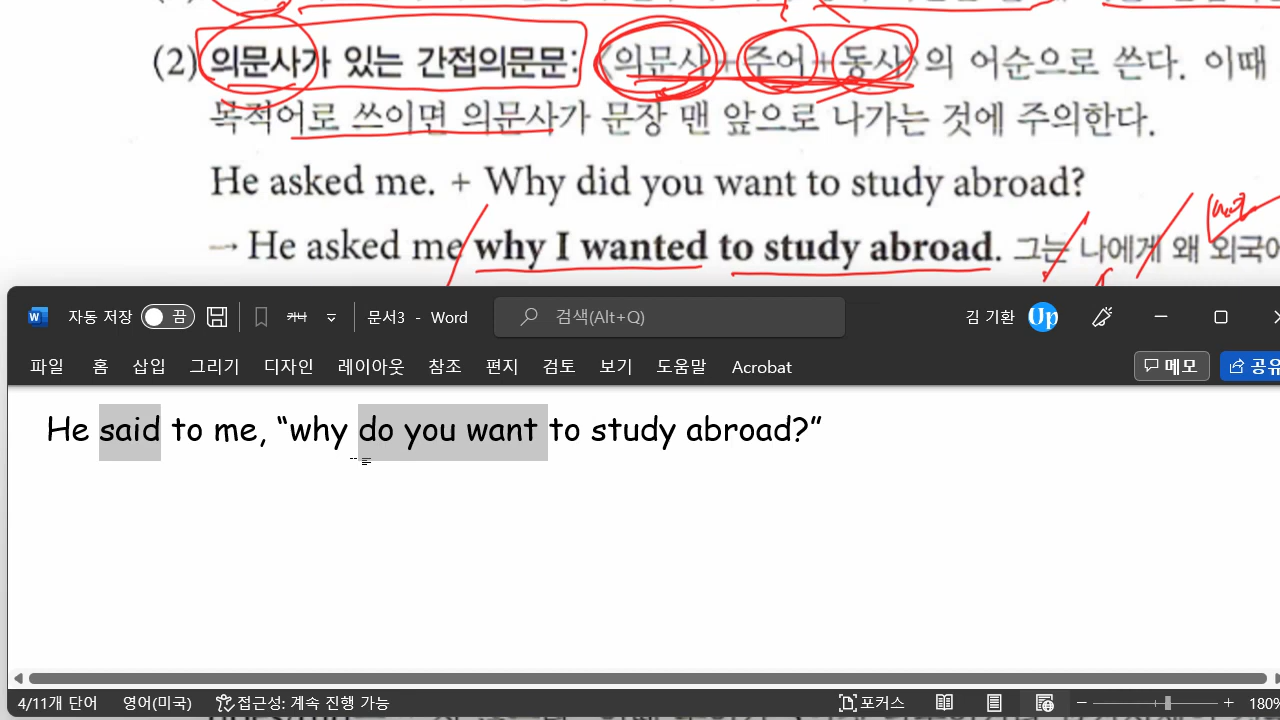 (2) 의문사가 있는 간접의문문: 〈의문사+주어+동사〉의 어순으로 쓴다. 이때
목적어로 쓰이면 의문사가 문장 맨 앞으로 나가는 것에 주의한다.
He asked me. + Why did you want to study abroad?
→ He asked me why I wanted to study abroad. 그는 나에게 왜 외국어
자동 저장 끔 가나 문서3 - Word 검색(Alt+Q) 김 기환 Up
파일 홈 삽입 그리기 디자인 레이아웃 참조 편지 검토 보기 도움말 Acrobat 메모 공유
He said to me, “why do you want to study abroad?”
4/11개 단어 영어(미국) 접근성: 계속 진행 가능 포커스 180%